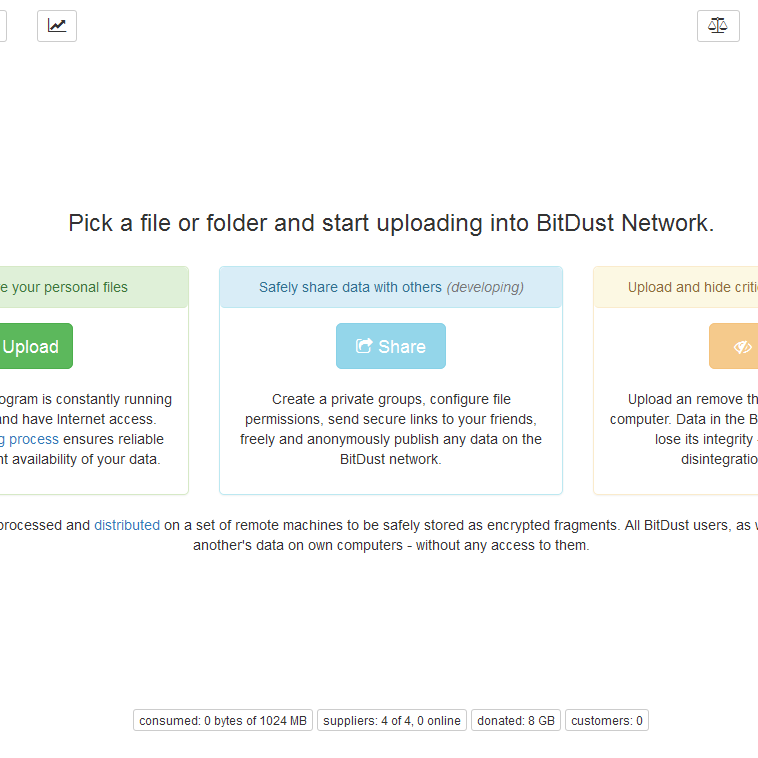 Pick a file or folder and start uploading into BitDust Network.
e your personal files
Upload
ogram is constantly running
and have Internet access.
g process ensures reliable
nt availability of your data.
Safely share data with others (developing)
Share
Create a private groups, configure file
permissions, send secure links to your friends,
freely and anonymously publish any data on the
BitDust network.
Upload and hide criti
Upload an remove th
computer. Data in the B
lose its integrity
disintegratio
processed and distributed on a set of remote machines to be safely stored as encrypted fragments. All BitDust users, as w
another's data on own computers - without any access to them.
consumed: 0 bytes of 1024 MB
suppliers: 4 of 4, 0 online
donated: 8 GB
customers: 0